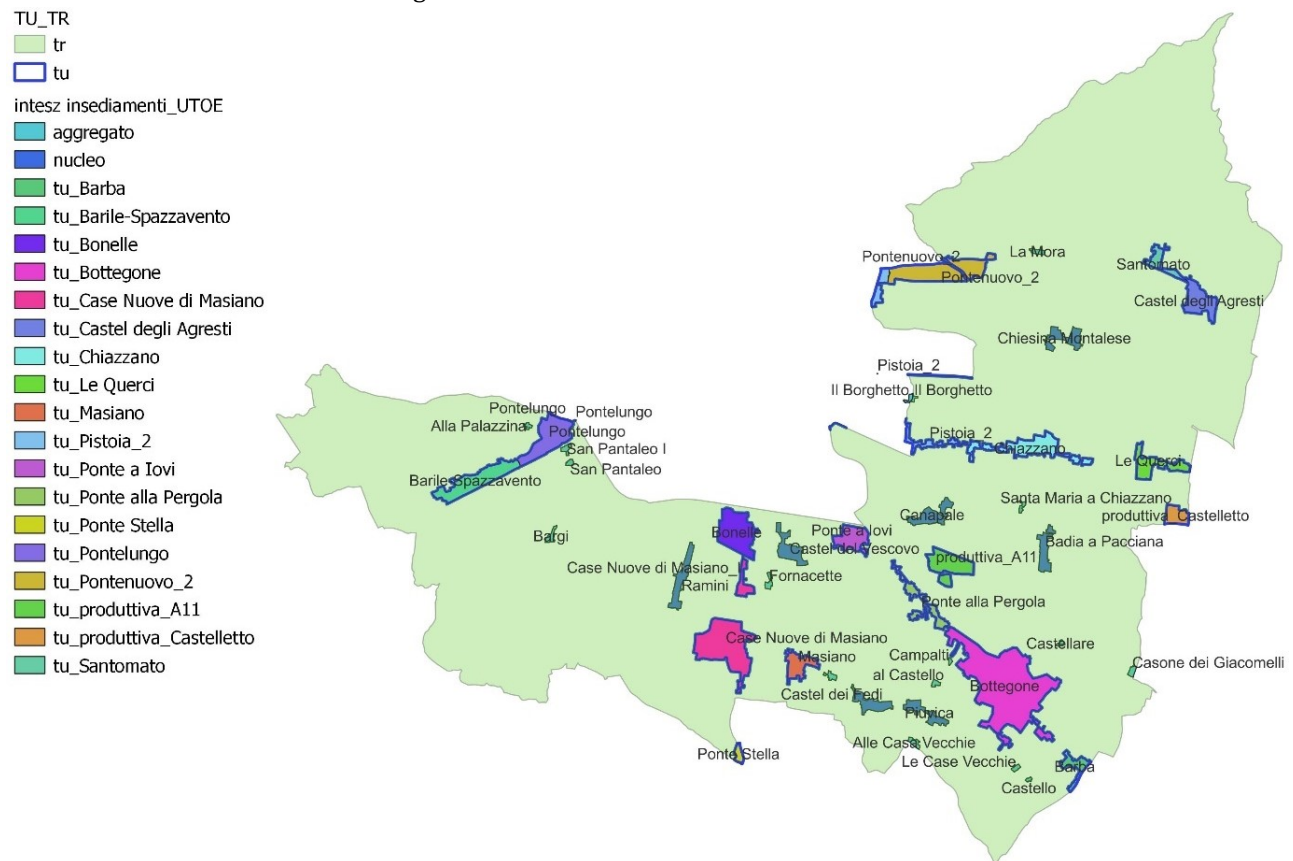 TU_TR
tr
tu
intesz insediamenti_UTOE
aggregato
nucleo
tu_Barba
tu_Barile-Spazzavento
tu_Bonelle
tu_Bottegone
tu_Case Nuove di Masiano
tu_Castel degli Agresti
tu_Chiazzano
tu_Le Querci
tu_Masiano
tu_Pistoia_2
tu_Ponte a Iovi
tu_Ponte alla Pergola
tu_Ponte Stella
tu_Pontelungo
tu_Pontenuovo_2
tu_produttiva_A11
tu_produttiva_Castelletto
tu_Santomato
Pontenuovo_2
La Mora
Santomato
Pontenuovo_2
Castel degli Agresti
Chiesina Montalese
Pistoia_2
Il Borghetto Il Borghetto
Pontelungo
Pontelungo
Alla Palazzina
Pontelungo
Pistoia_2
San Pantaleo I
Chiazzano
San Pantaleo
Le Querci
Barile-Spazzavento
Santa Maria a Chiazzano
Canapale
produttiva_Castelletto
Bargi
Bonelle
Ponte a Iovi
Badia a Pacciana
Castel del Vescovo
produttiva_A11
Case Nuove di Masiano_I
Ramini
Fornacette
Ponte alla Pergola
Case Nuove di Masiano
Castellare
Masiano
Campalti
Casone dei Giacomelli
al Castello
Castel dei Fedi
Bottegone
Piuvica
Alle Case Vecchie
Ponte Stella
Le Case Vecchie
Barba
Castello